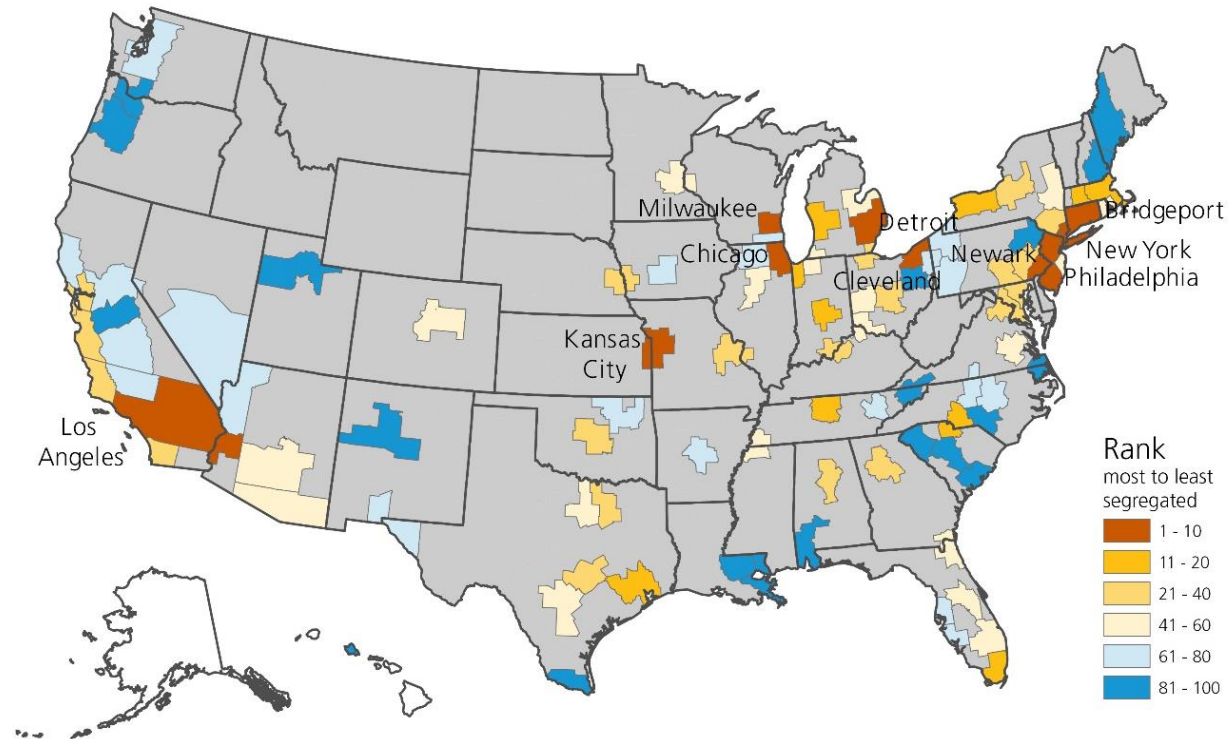 Milwaukee
Detroit
Bridgeport
Chicago
Newark
New York
Cleveland
Philadelphia
Kansas
City
Los
Angeles
Rank
most to least
segregated
1 - 10
11 - 20
21 - 40
41 - 60
61 - 80
81 - 100